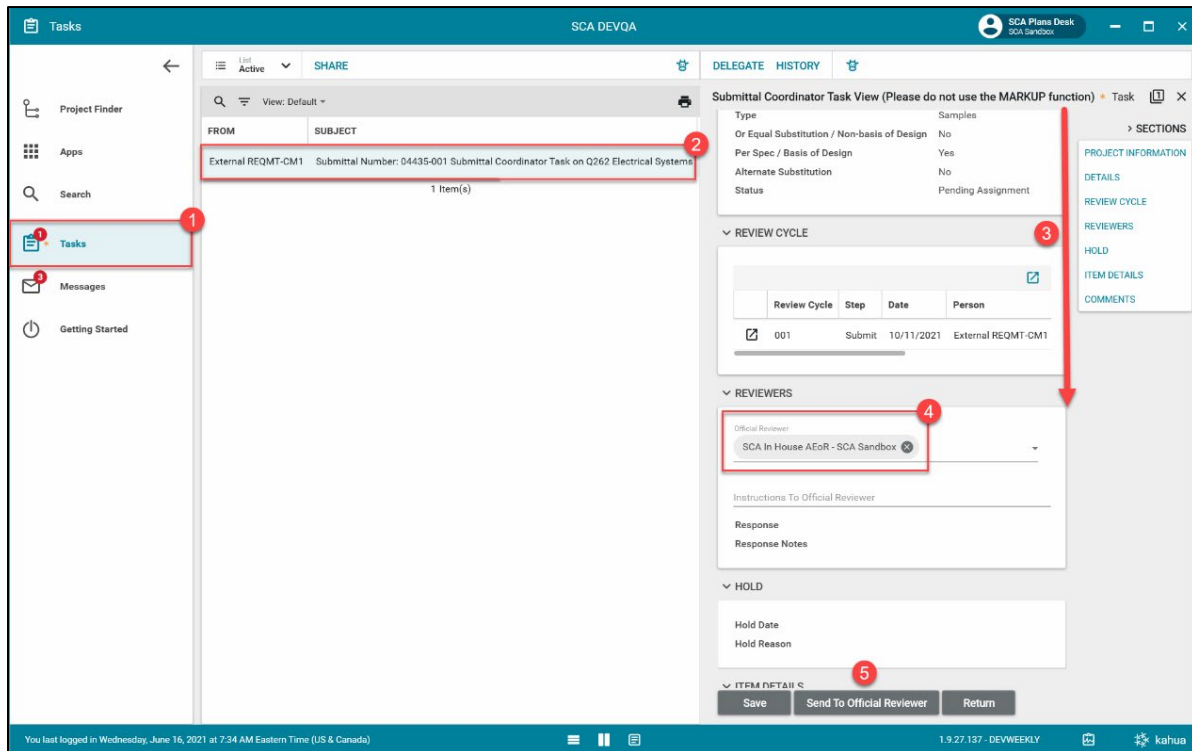 Tasks
SCA DEVQA
SCA Plans Desk
SCA Sandbox
Project Finder
Apps
Search
1
1
Tasks
3
Messages
Getting Started
List
Active
SHARE
View: Default
FROM SUBJECT
2
External REQMT-CM1 Submittal Number: 04435-001 Submittal Coordinator Task on Q262 Electrical Systems
1 Item(s)
DELEGATE HISTORY
Submittal Coordinator Task View (Please do not use the MARKUP function) Task 1
Type Samples
Or Equal Substitution / Non-basis of Design No
Per Spec / Basis of Design Yes
Alternate Substitution No
Status Pending Assignment
> SECTIONS
PROJECT INFORMATION
DETAILS
REVIEW CYCLE
REVIEWERS
HOLD
ITEM DETAILS
COMMENTS
REVIEW CYCLE
3
Review Cycle Step Date Person
001 Submit 10/11/2021 External REQMT-CM1
REVIEWERS
4
Official Reviewer
SCA In House AEoR - SCA Sandbox
Instructions To Official Reviewer
Response
Response Notes
HOLD
Hold Date
Hold Reason
5
ITEM DETAILS
Save Send To Official Reviewer Return
You last logged in Wednesday, June 16, 2021 at 7:34 AM Eastern Time (US & Canada)
1.9.27.137 - DEVWEEKLY
kahua